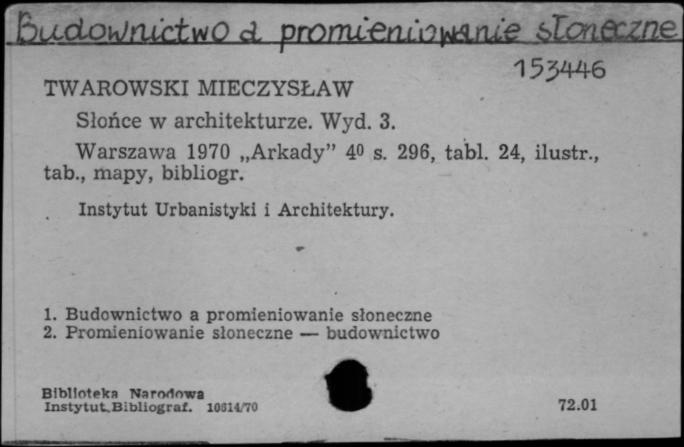 Budownictwo a promieniowanie słoneczne
153446
TWAROWSKI MIECZYSŁAW
Słońce w architekturze. Wyd. 3.
Warszawa 1970 „Arkady” 4⁰ s. 296, tabl. 24, ilustr.,
tab., mapy, bibliogr.
Instytut Urbanistyki i Architektury.
1. Budownictwo a promieniowanie słoneczne
2. Promieniowanie słoneczne — budownictwo
Biblioteka Narodowa
Instytut Bibliograf. 10614/70
72.01